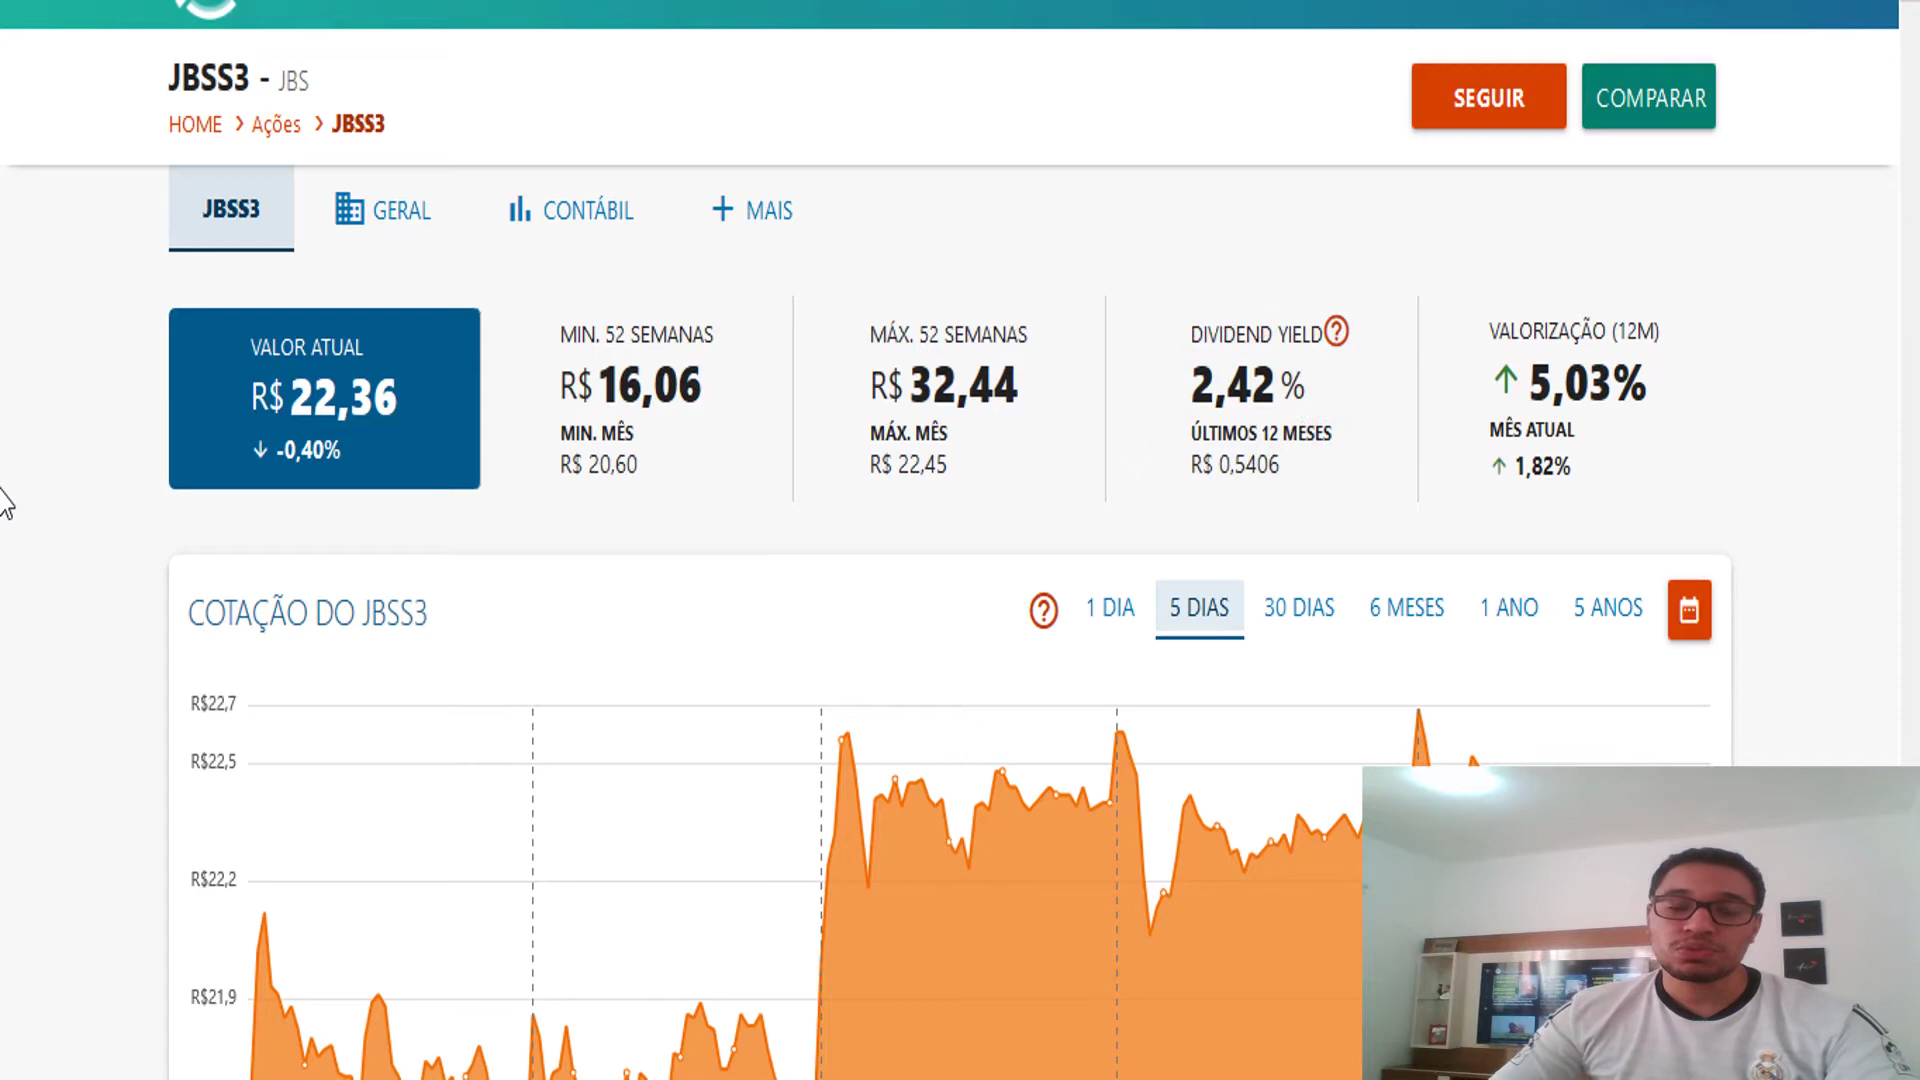 JBSS3 - JBS
HOME > Ações > JBSS3
SEGUIR
COMPARAR
JBSS3
GERAL
CONTÁBIL
+ MAIS
VALOR ATUAL
R$ 22,36
↓ -0,40%
MIN. 52 SEMANAS
R$ 16,06
MIN. MÊS
R$ 20,60
MÁX. 52 SEMANAS
R$ 32,44
MÁX. MÊS
R$ 22,45
DIVIDEND YIELD ?
2,42 %
ÚLTIMOS 12 MESES
R$ 0,5406
VALORIZAÇÃO (12M)
↑ 5,03%
MÊS ATUAL
↑ 1,82%
COTAÇÃO DO JBSS3
? 1 DIA 5 DIAS 30 DIAS 6 MESES 1 ANO 5 ANOS
R$22,7
R$22,5
R$22,2
R$21,9